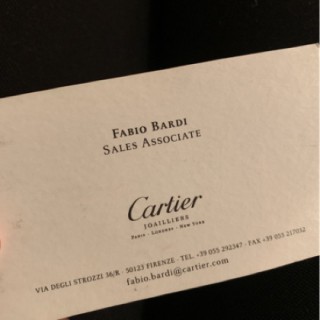 Fabio Bardi
Sales Associate
Cartier
JOAILLIERS
Paris - Londres - New York
VIA DEGLI STROZZI 36/R · 50123 FIRENZE · TEL. +39 055 292347 · FAX +39 055 217052
fabio.bardi@cartier.com